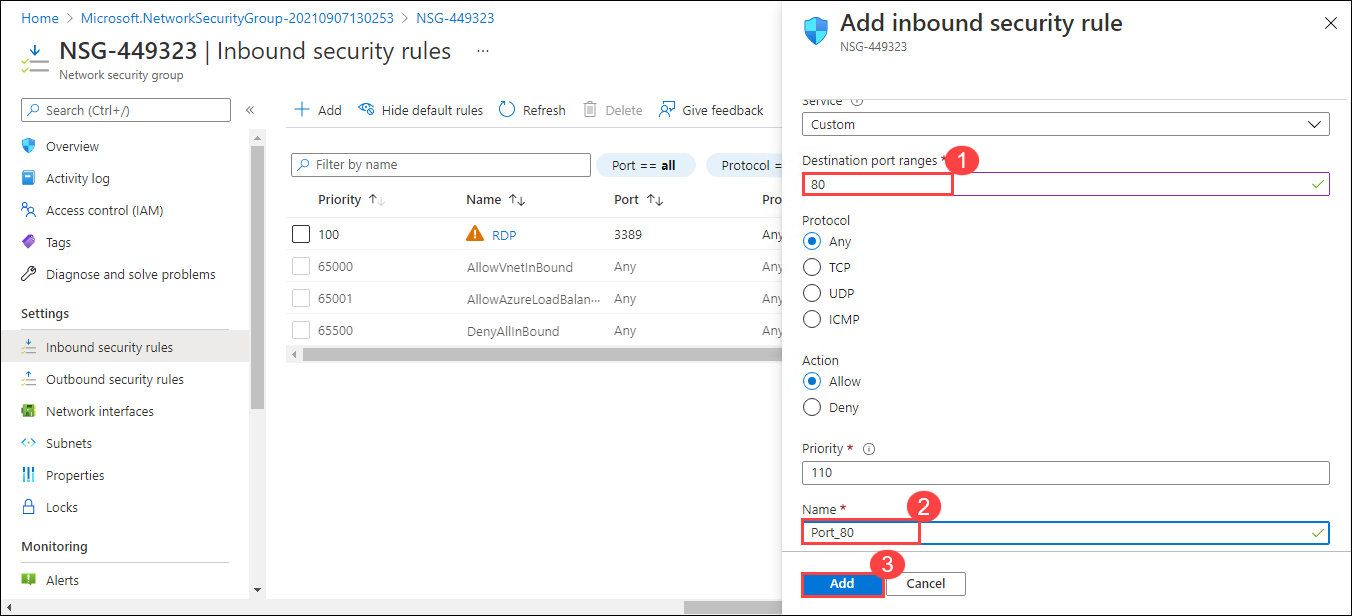 Home > Microsoft.NetworkSecurityGroup-20210907130253 > NSG-449323
NSG-449323 | Inbound security rules ...
Network security group
Search (Ctrl+/)
«
Overview
Activity log
Access control (IAM)
Tags
Diagnose and solve problems
Settings
Inbound security rules
Outbound security rules
Network interfaces
Subnets
Properties
Locks
Monitoring
Alerts
+ Add Hide default rules Refresh Delete Give feedback
Filter by name Port == all Protocol =
Priority ↑↓ Name ↑↓ Port ↑↓ Pro
100 RDP 3389 Any
65000 AllowVnetInBound Any Any
65001 AllowAzureLoadBalan... Any Any
65500 DenyAllInBound Any Any
Add inbound security rule
NSG-449323
Service
Custom
Destination port ranges * 1
80
Protocol
Any
TCP
UDP
ICMP
Action
Allow
Deny
Priority *
110
Name * 2
Port_80
3
Add Cancel